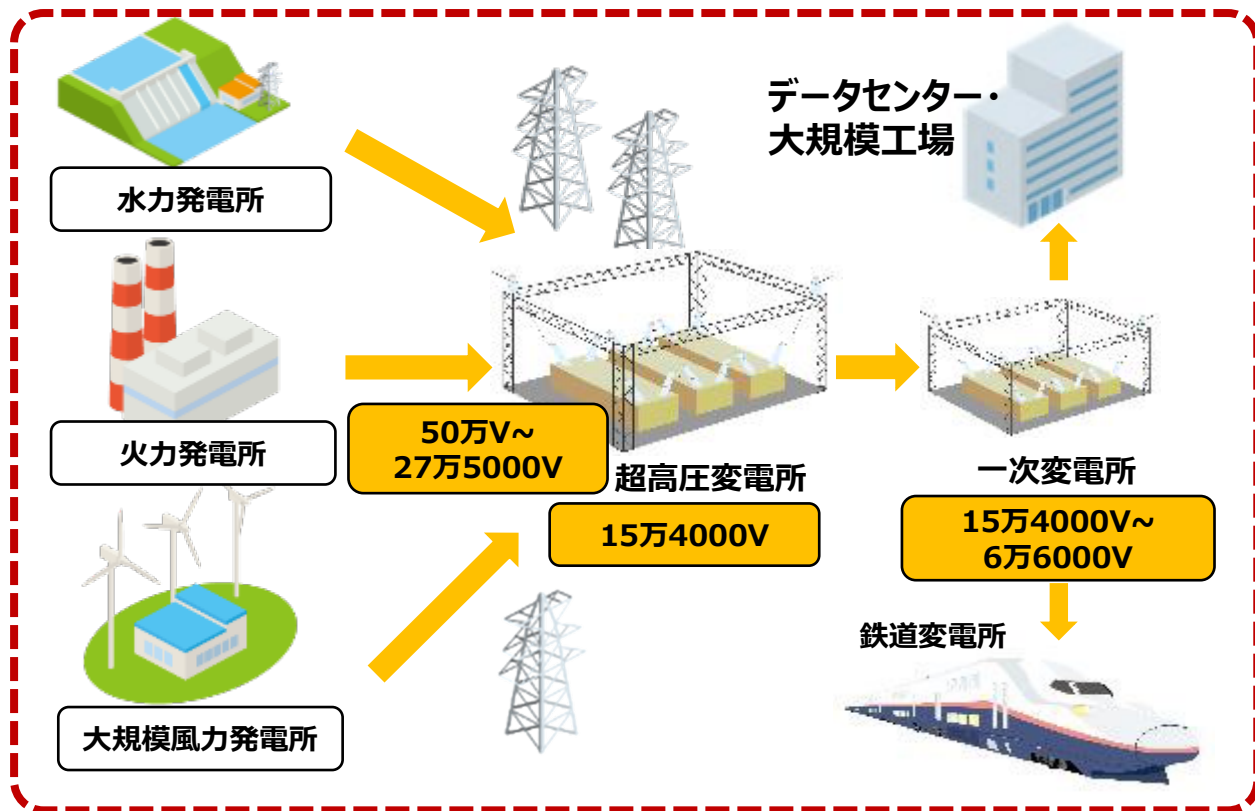 データセンター・
大規模工場
水力発電所
火力発電所
50万V~
27万5000V
超高圧変電所
15万4000V
一次変電所
15万4000V~
6万6000V
鉄道変電所
大規模風力発電所